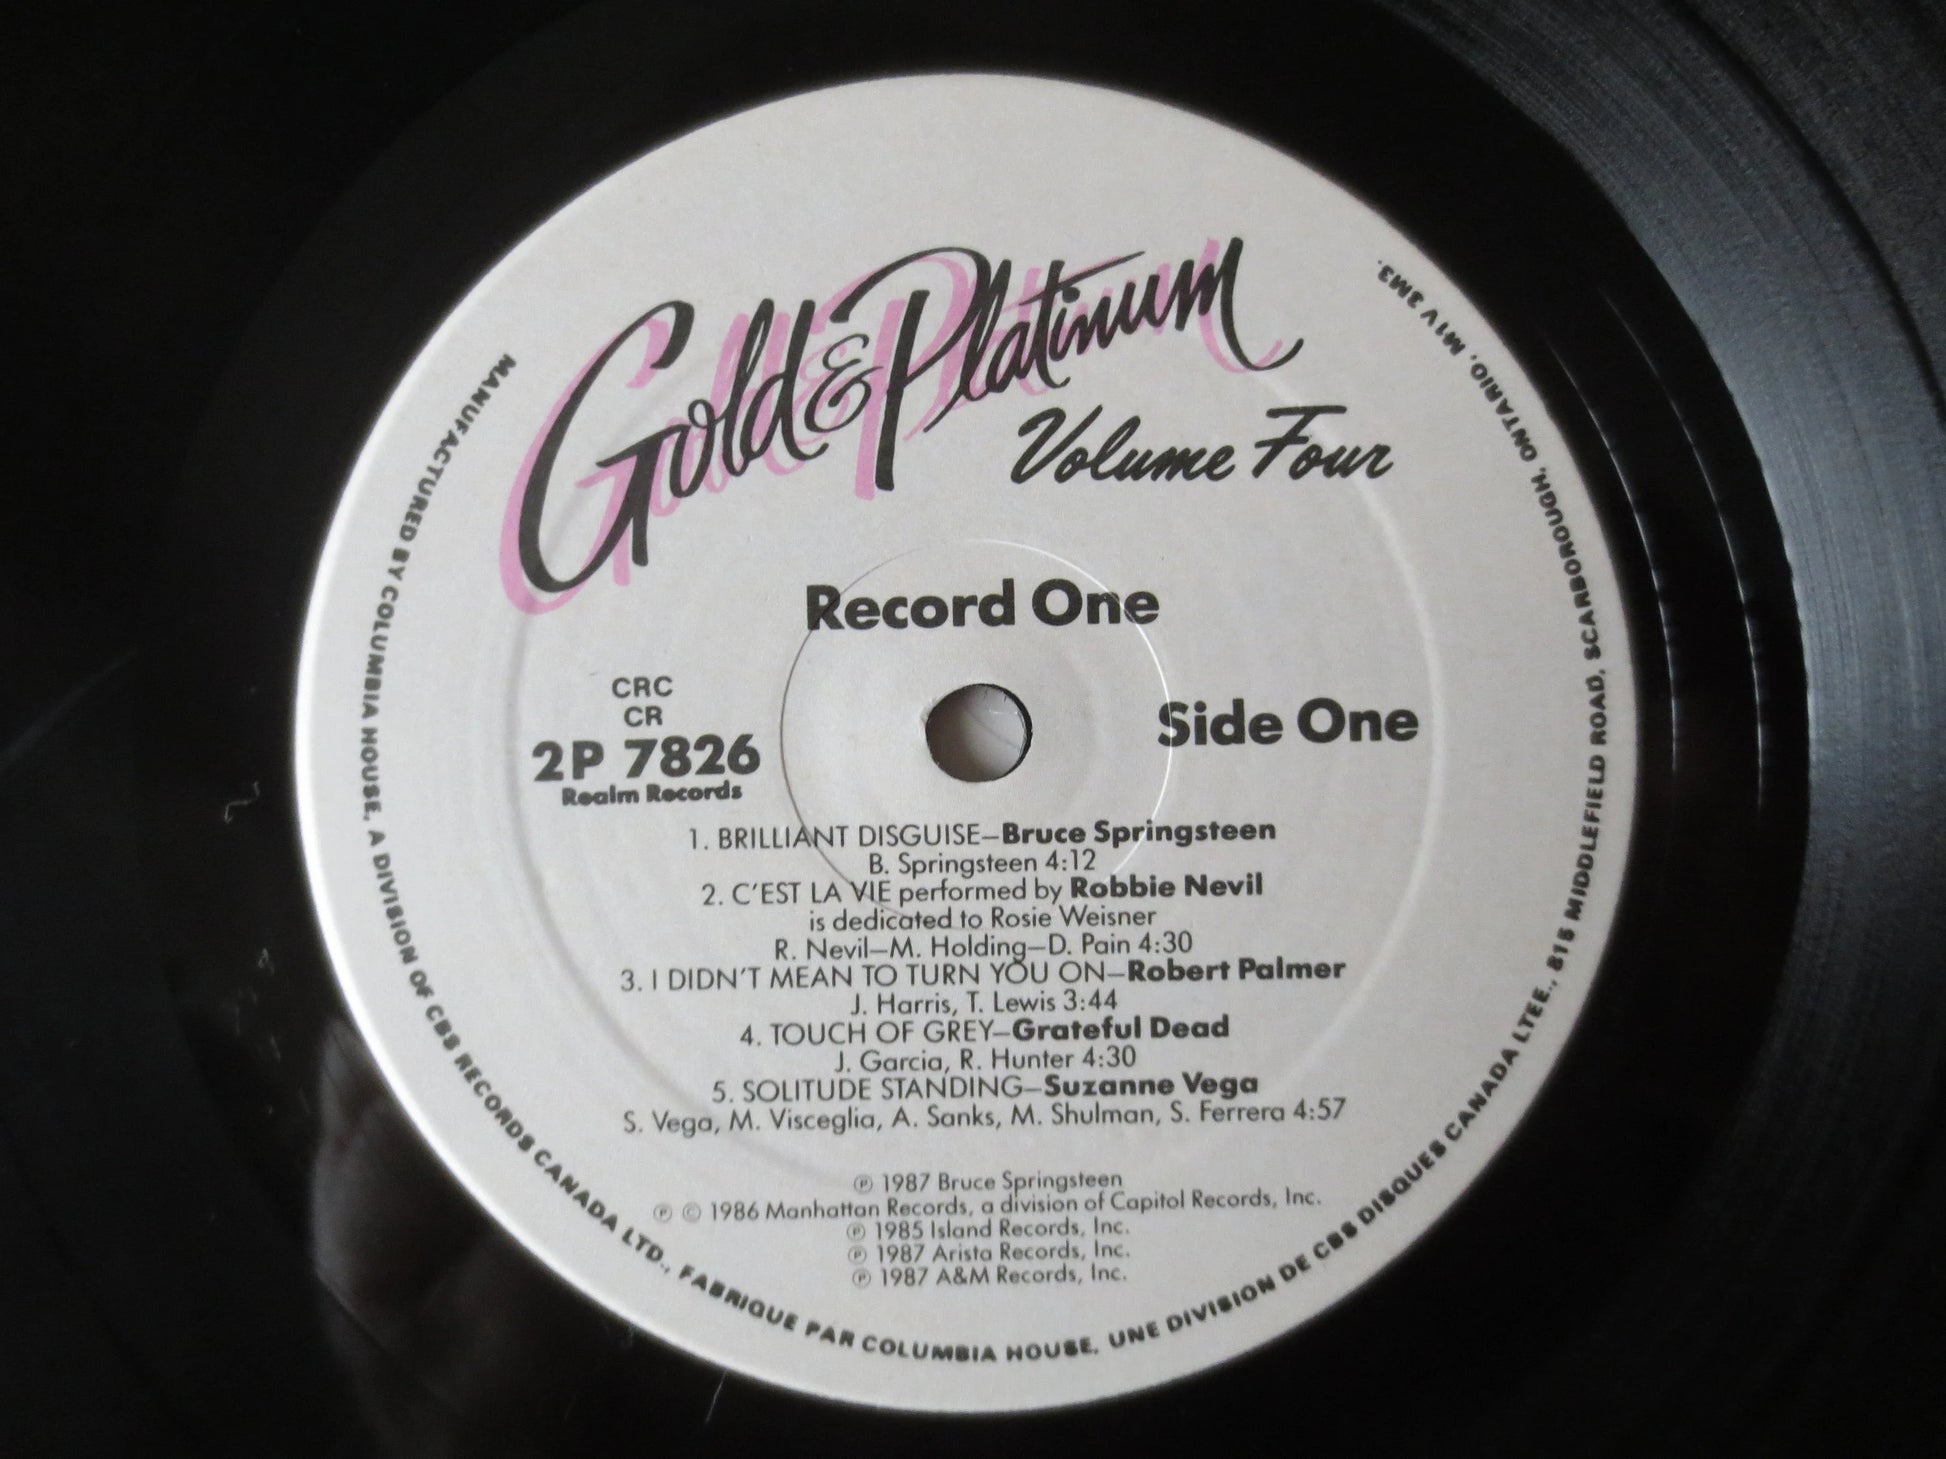 Gold & Platinum
Volume Four
Record One
CRC
CR
2P 7826
Realm Records
Side One
1. BRILLIANT DISGUISE—Bruce Springsteen
B. Springsteen 4:12
2. C'EST LA VIE performed by Robbie Nevil
is dedicated to Rosie Weisner
R. Nevil—M. Holding—D. Pain 4:30
3. I DIDN'T MEAN TO TURN YOU ON—Robert Palmer
J. Harris, T. Lewis 3:44
4. TOUCH OF GREY—Grateful Dead
J. Garcia, R. Hunter 4:30
5. SOLITUDE STANDING—Suzanne Vega
S. Vega, M. Visceglia, A. Sanks, M. Shulman, S. Ferrera 4:57
℗ 1987 Bruce Springsteen
℗ © 1986 Manhattan Records, a division of Capitol Records, Inc.
℗ 1985 Island Records, Inc.
℗ 1987 Arista Records, Inc.
℗ 1987 A&M Records, Inc.
MANUFACTURED BY COLUMBIA HOUSE, A DIVISION OF CBS RECORDS CANADA LTD., FABRIQUE PAR COLUMBIA HOUSE, UNE DIVISION DE CBS DISQUES CANADA LTEE., 815 MIDDLEFIELD ROAD, SCARBOROUGH, ONTARIO, M1V 3M3.